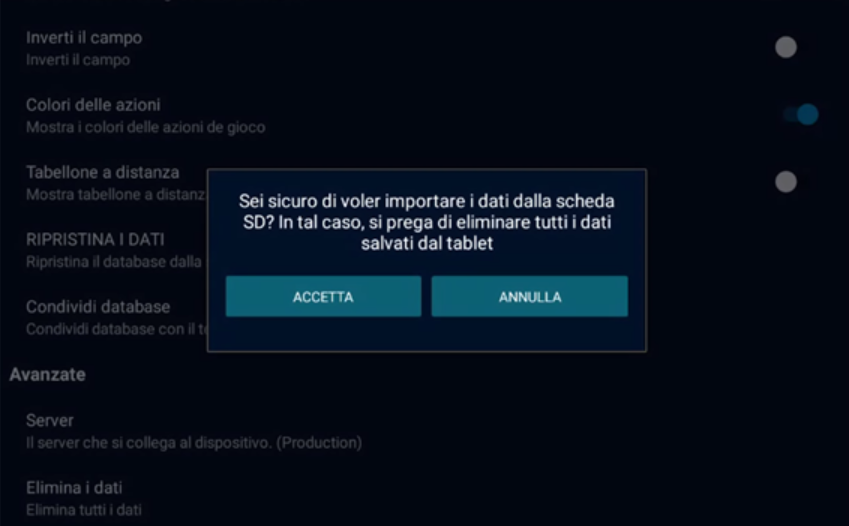 Inverti il campo
Inverti il campo
Colori delle azioni
Mostra i colori delle azioni de gioco
Tabellone a distanza
Mostra tabellone a distanz
Sei sicuro di voler importare i dati dalla scheda
SD? In tal caso, si prega di eliminare tutti i dati
salvati dal tablet
ACCETTA
ANNULLA
RIPRISTINA I DATI
Ripristina il database dalla
Condividi database
Condividi database con il
Avanzate
Server
Il server che si collega al dispositivo. (Production)
Elimina i dati
Elimina tutti i dati